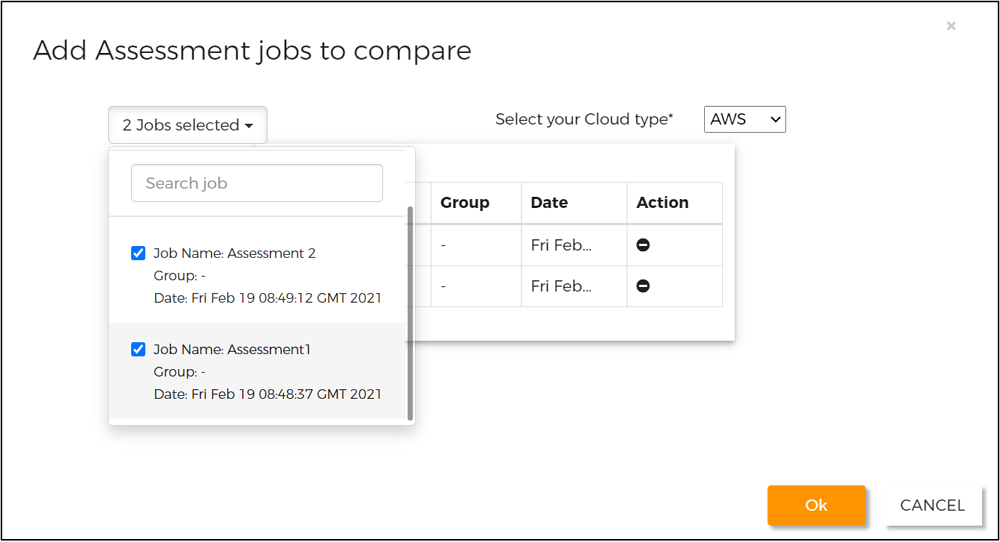 ×
Add Assessment jobs to compare
2 Jobs selected
Select your Cloud type*
AWS
Search job
Group
Date
Action
Job Name: Assessment 2
Group: -
Date: Fri Feb 19 08:49:12 GMT 2021
-
Fri Feb...
Job Name: Assessment1
Group: -
Date: Fri Feb 19 08:48:37 GMT 2021
-
Fri Feb...
Ok
CANCEL